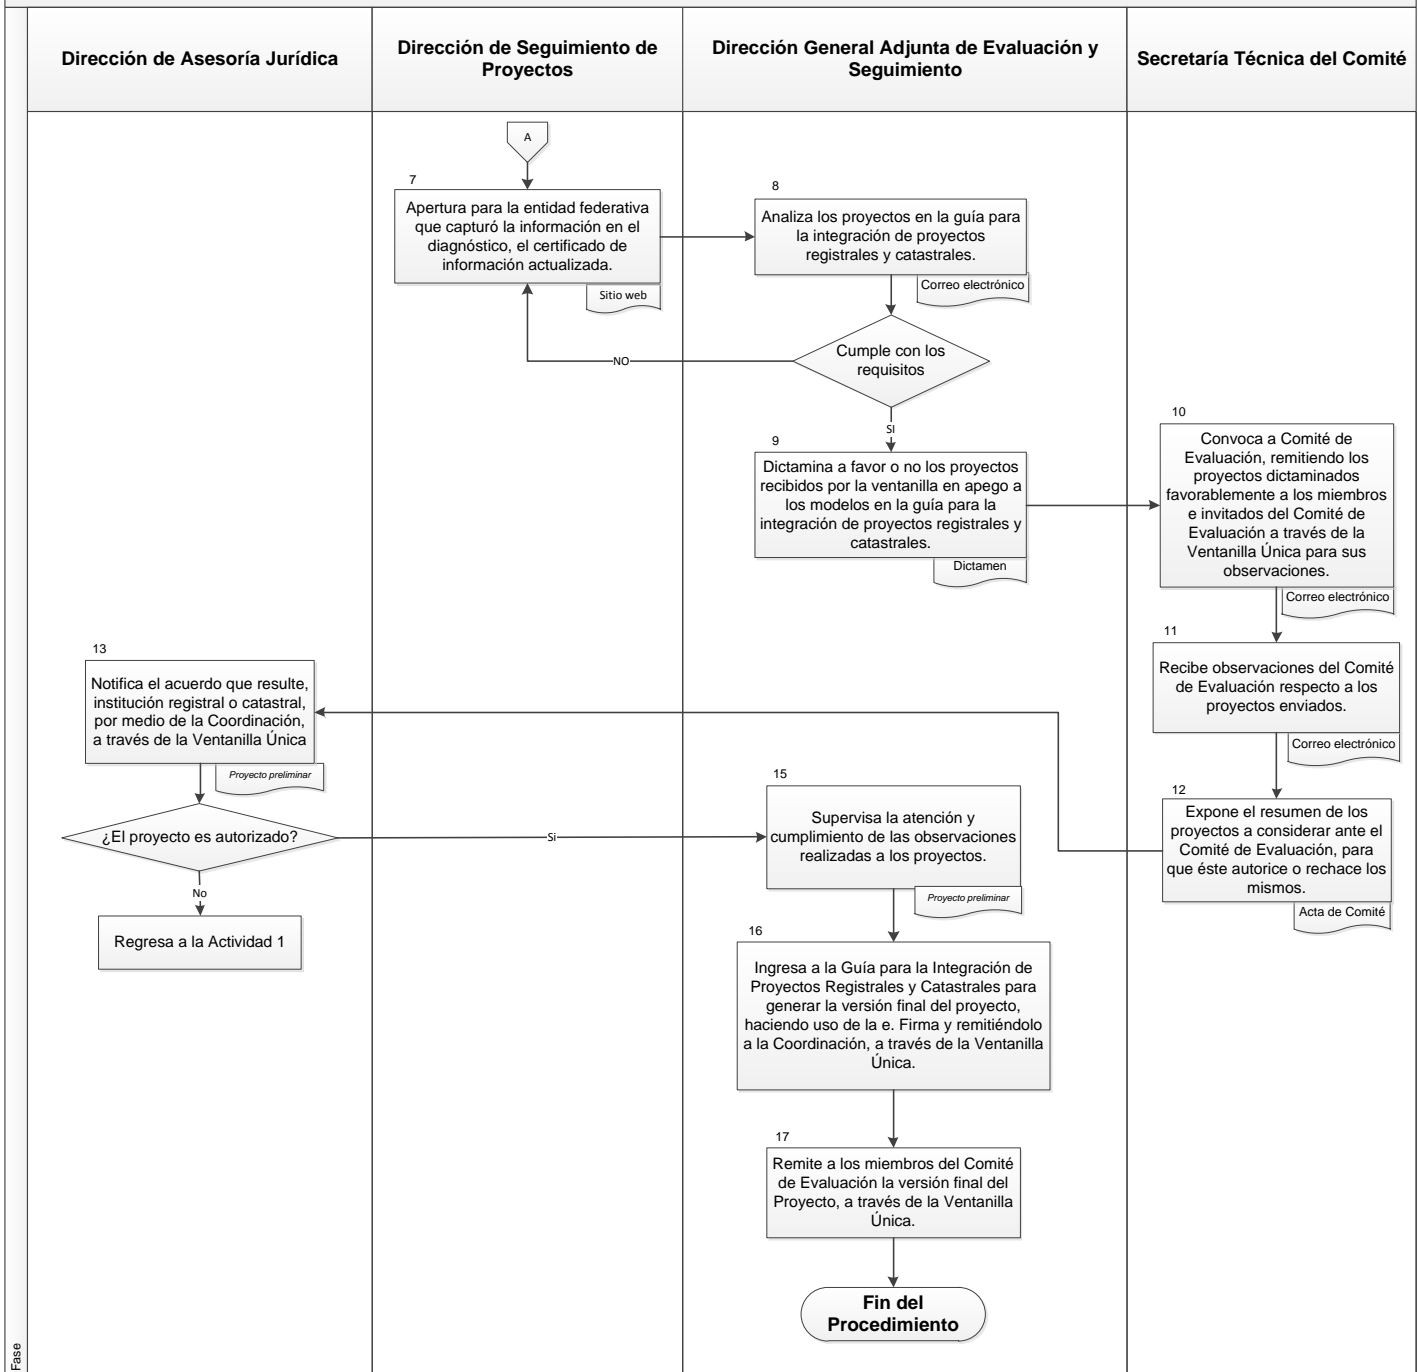 Dirección de Asesoría Jurídica
Dirección de Seguimiento de
Proyectos
Dirección General Adjunta de Evaluación y
Seguimiento
Secretaría Técnica del Comité
A
7
Apertura para la entidad federativa
que capturó la información en el
diagnóstico, el certificado de
información actualizada.
Sitio web
8
Analiza los proyectos en la guía para
la integración de proyectos
registrales y catastrales.
Correo electrónico
Cumple con los
requisitos
NO
SI
9
Dictamina a favor o no los proyectos
recibidos por la ventanilla en apego a
los modelos en la guía para la
integración de proyectos registrales y
catastrales.
Dictamen
10
Convoca a Comité de
Evaluación, remitiendo los
proyectos dictaminados
favorablemente a los miembros
e invitados del Comité de
Evaluación a través de la
Ventanilla Única para sus
observaciones.
Correo electrónico
11
Recibe observaciones del Comité
de Evaluación respecto a los
proyectos enviados.
Correo electrónico
12
Expone el resumen de los
proyectos a considerar ante el
Comité de Evaluación, para
que éste autorice o rechace los
mismos.
Acta de Comité
13
Notifica el acuerdo que resulte,
institución registral o catastral,
por medio de la Coordinación,
a través de la Ventanilla Única
Proyecto preliminar
¿El proyecto es autorizado?
Si
No
Regresa a la Actividad 1
15
Supervisa la atención y
cumplimiento de las observaciones
realizadas a los proyectos.
Proyecto preliminar
16
Ingresa a la Guía para la Integración de
Proyectos Registrales y Catastrales para
generar la versión final del proyecto,
haciendo uso de la e. Firma y remitiéndolo
a la Coordinación, a través de la Ventanilla
Única.
17
Remite a los miembros del Comité
de Evaluación la versión final del
Proyecto, a través de la Ventanilla
Única.
Fin del
Procedimiento
Fase